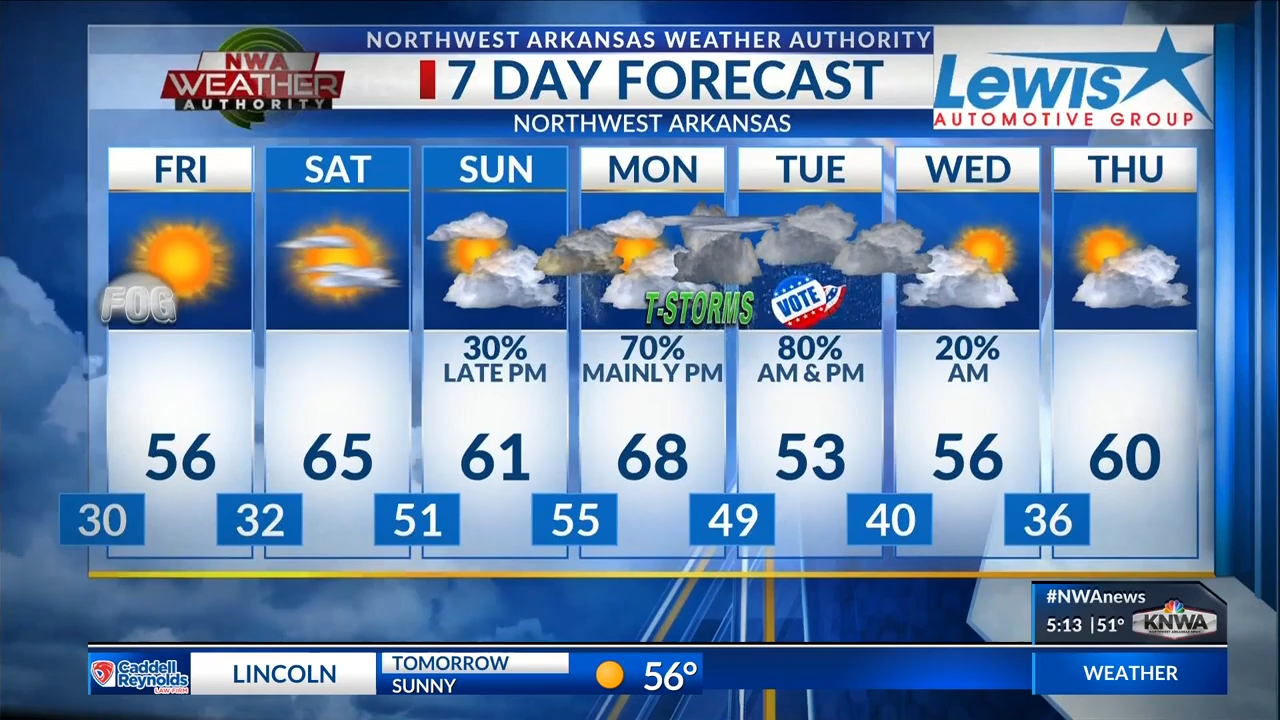 NORTHWEST ARKANSAS WEATHER AUTHORITY
NWA
WEATHER
AUTHORITY
7 DAY FORECAST
NORTHWEST ARKANSAS
Lewis
AUTOMOTIVE GROUP
FRI SAT SUN MON TUE WED THU
FOG
T-STORMS
VOTE
30% 70% 80% 20%
LATE PM MAINLY PM AM & PM AM
56 65 61 68 53 56 60
30 32 51 55 49 40 36
#NWAnews
5:13 |51° KNWA
Caddell
Reynolds
LAW FIRM
LINCOLN
TOMORROW
SUNNY
56°
WEATHER